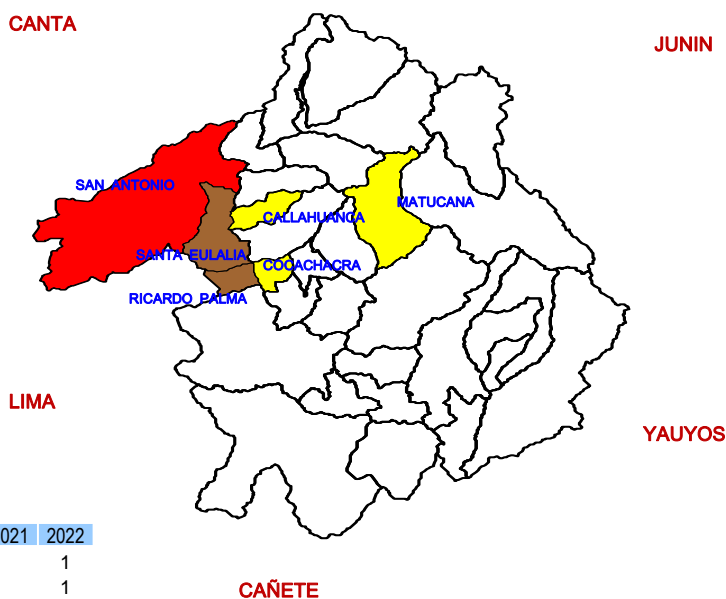 CANTA
JUNIN
SAN ANTONIO
MATUCANA
CALLAHUANCA
SANTA EULALIA
COCACHACRA
RICARDO PALMA
LIMA
YAUYOS
021 2022
1
1
CAÑETE